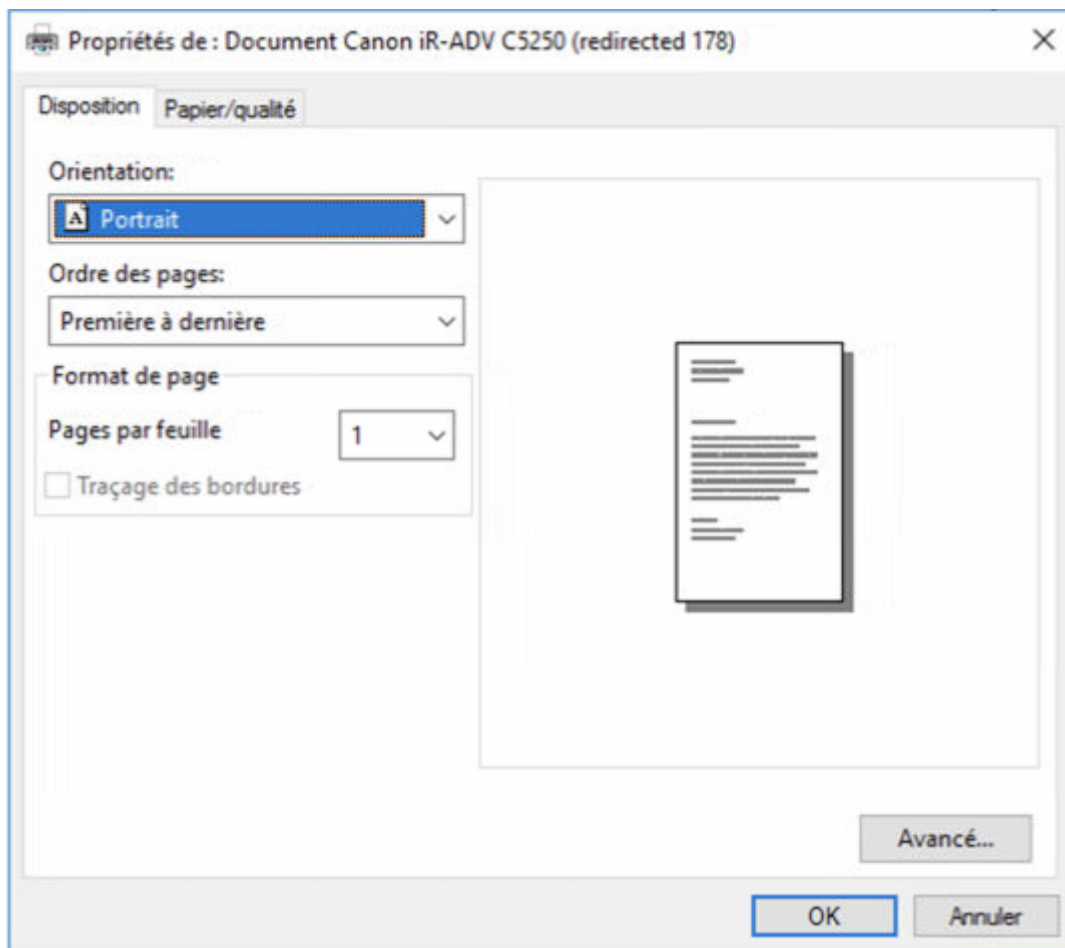 Propriétés de : Document Canon iR-ADV C5250 (redirected 178)
Disposition
Papier/qualité
Orientation:
A Portrait
Ordre des pages:
Première à dernière
Format de page
Pages par feuille
1
Traçage des bordures
Avancé...
OK
Annuler